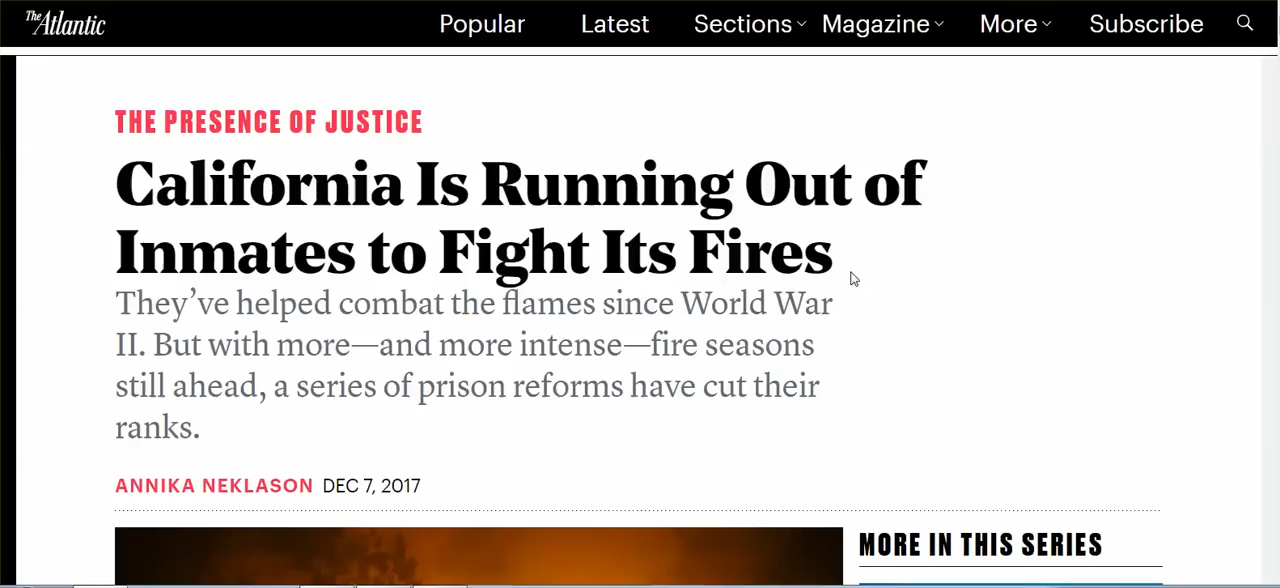 The Atlantic Popular Latest Sections Magazine More Subscribe
THE PRESENCE OF JUSTICE
California Is Running Out of
Inmates to Fight Its Fires
They’ve helped combat the flames since World War
II. But with more—and more intense—fire seasons
still ahead, a series of prison reforms have cut their
ranks.
ANNIKA NEKLASON DEC 7, 2017
MORE IN THIS SERIES